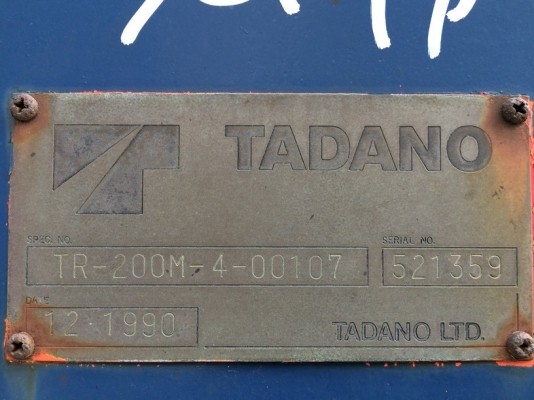 TADANO
SPEC. NO.
SERIAL NO.
TR-200M-4-00107
521359
DATE
12 1990
TADANO LTD.